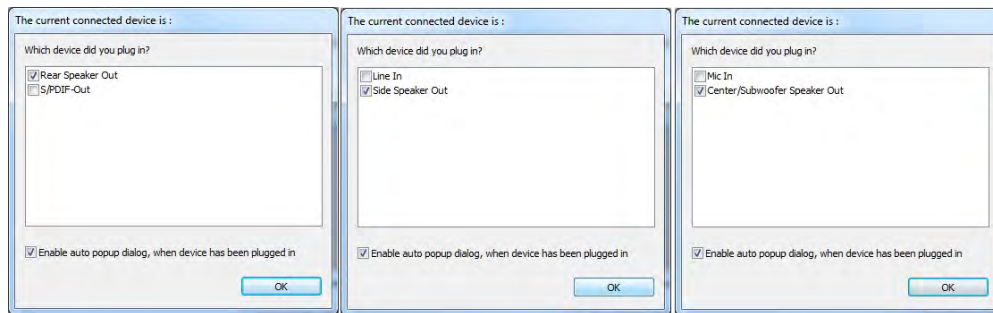 The current connected device is :
Which device did you plug in?
Rear Speaker Out
S/PDIF-Out
Enable auto popup dialog, when device has been plugged in
OK
The current connected device is :
Which device did you plug in?
Line In
Side Speaker Out
Enable auto popup dialog, when device has been plugged in
OK
The current connected device is :
Which device did you plug in?
Mic In
Center/Subwoofer Speaker Out
Enable auto popup dialog, when device has been plugged in
OK